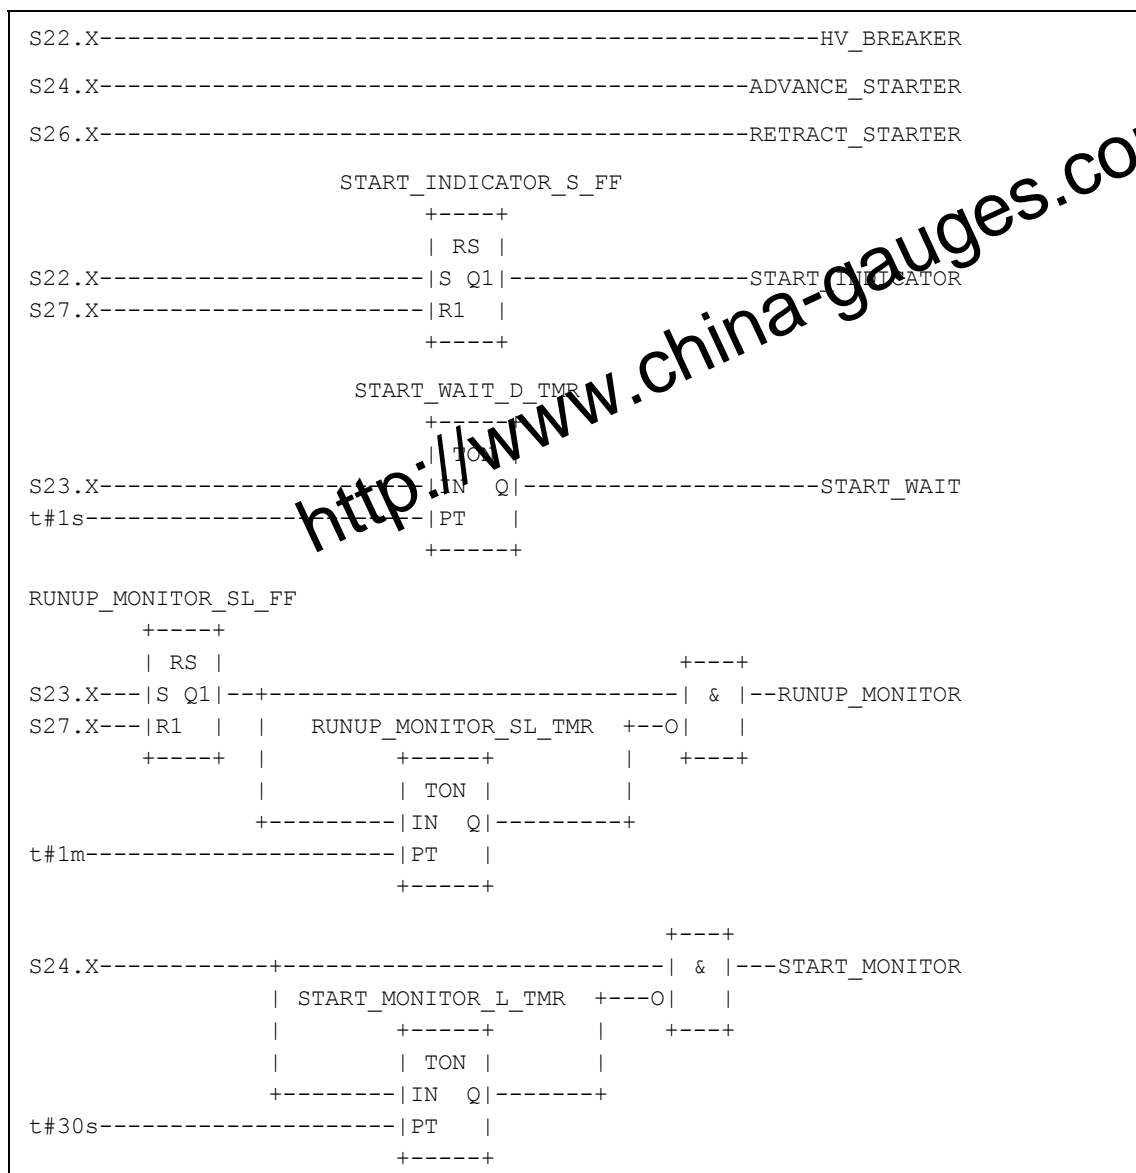 S22.X---------------------------------------------------HV_BREAKER
S24.X----------------------------------------------ADVANCE_STARTER
S26.X----------------------------------------------RETRACT_STARTER
START_INDICATOR_S_FF
+----+
| RS |
S22.X-----------------------|S Q1|-----------------START_INDICATOR
S27.X-----------------------|R1 |
+----+
START_WAIT_D_TMR
+-----+
| TON |
S23.X-----------------------|IN Q|---------------------START_WAIT
t#1s------------------------|PT |
+-----+
RUNUP_MONITOR_SL_FF
+----+
| RS | +---+
S23.X---|S Q1|--+-----------------------------| & |--RUNUP_MONITOR
S27.X---|R1 | | RUNUP_MONITOR_SL_TMR +--O| |
+----+ | +-----+ | +---+
| | TON | |
+---------|IN Q|---------+
t#1m----------------------|PT |
+-----+
+---+
S24.X------------+---------------------------| & |---START_MONITOR
| START_MONITOR_L_TMR +---O| |
| +-----+ | +---+
| | TON | |
+--------|IN Q|-------+
t#30s---------------------|PT |
+-----+
http://www.china-gauges.co